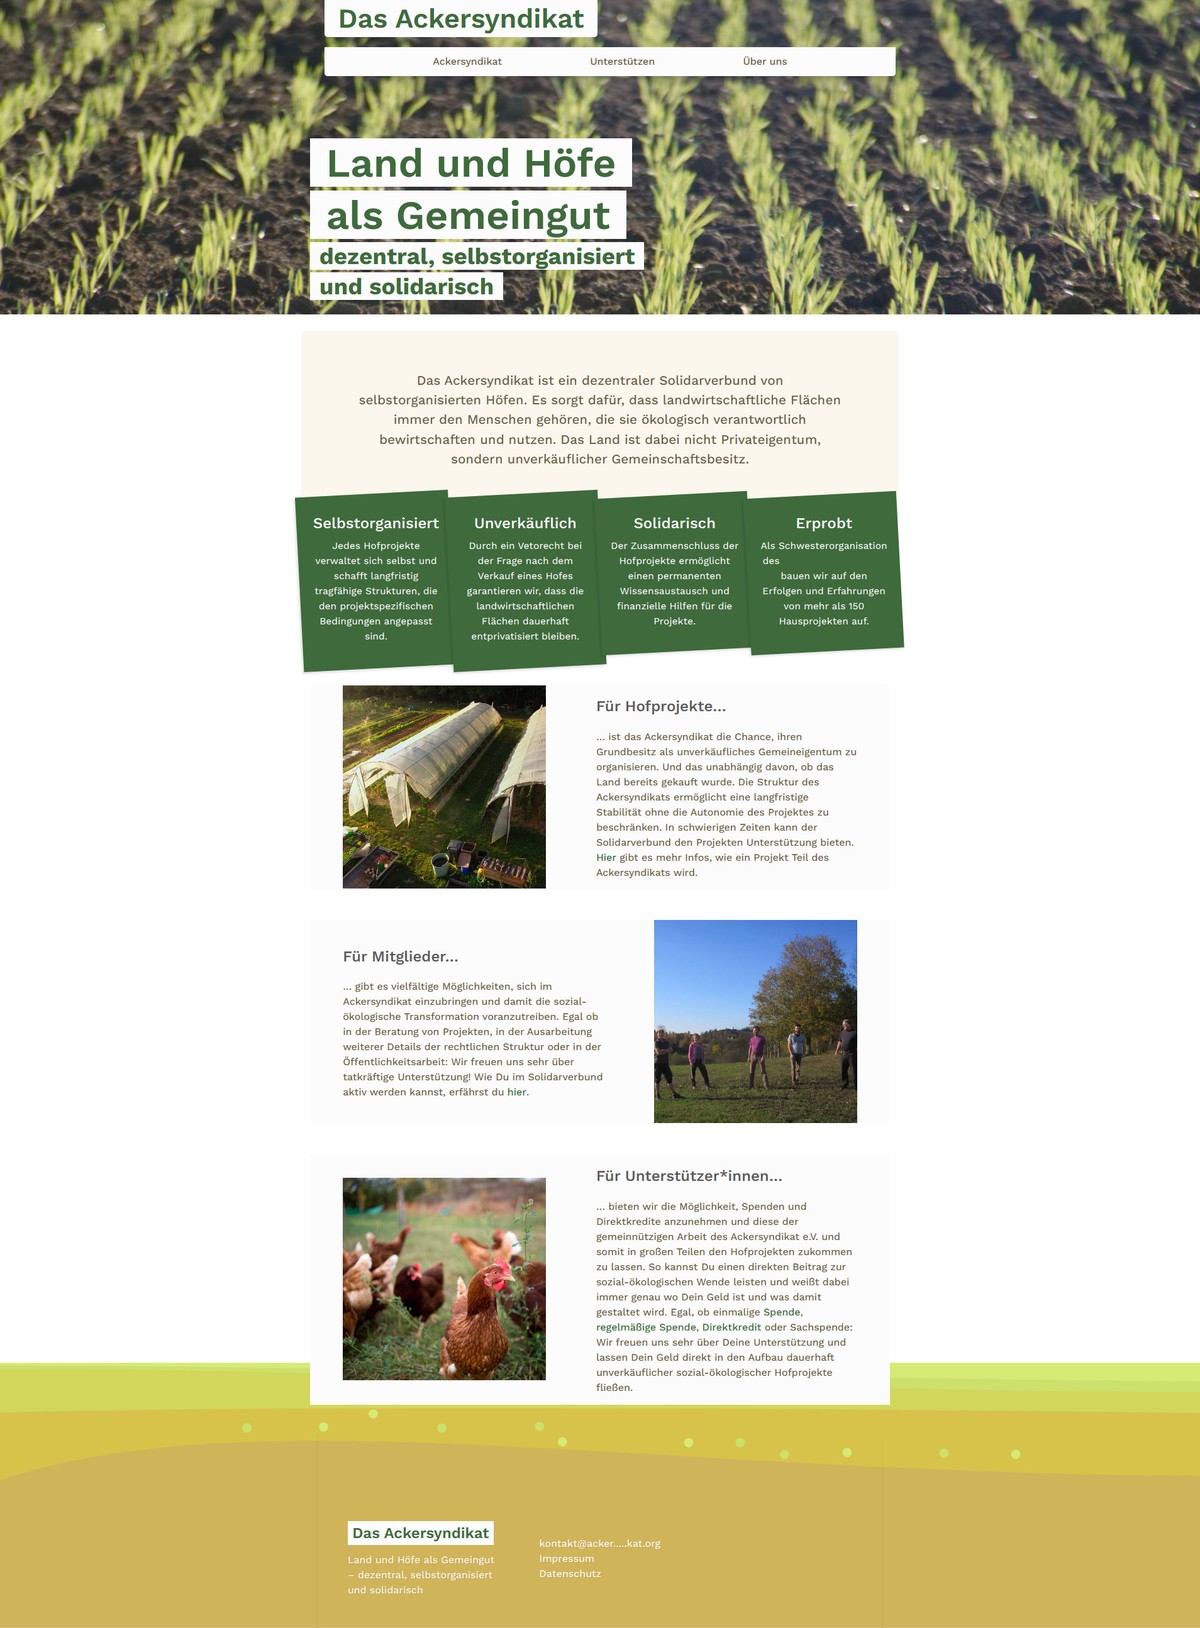 Das Ackersyndikat
Ackersyndikat
Unterstützen
Über uns
Land und Höfe
als Gemeingut
dezentral, selbstorganisiert
und solidarisch
Das Ackersyndikat ist ein dezentraler Solidarverbund von
selbstorganisierten Höfen. Es sorgt dafür, dass landwirtschaftliche Flächen
immer den Menschen gehören, die sie ökologisch verantwortlich
bewirtschaften und nutzen. Das Land ist dabei nicht Privateigentum,
sondern unverkäuflicher Gemeinschaftsbesitz.
Selbstorganisiert
Jedes Hofprojekte
verwaltet sich selbst und
schafft langfristig
tragfähige Strukturen, die
den projektspezifischen
Bedingungen angepasst
sind.
Unverkäuflich
Durch ein Vetorecht bei
der Frage nach dem
Verkauf eines Hofes
garantieren wir, dass die
landwirtschaftlichen
Flächen dauerhaft
entprivatisiert bleiben.
Solidarisch
Der Zusammenschluss der
Hofprojekte ermöglicht
einen permanenten
Wissensaustausch und
finanzielle Hilfen für die
Projekte.
Erprobt
Als Schwesterorganisation
des
bauen wir auf den
Erfolgen und Erfahrungen
von mehr als 150
Hausprojekten auf.
Für Hofprojekte…
… ist das Ackersyndikat die Chance, ihren
Grundbesitz als unverkäufliches Gemeineigentum zu
organisieren. Und das unabhängig davon, ob das
Land bereits gekauft wurde. Die Struktur des
Ackersyndikats ermöglicht eine langfristige
Stabilität ohne die Autonomie des Projektes zu
beschränken. In schwierigen Zeiten kann der
Solidarverbund den Projekten Unterstützung bieten.
Hier gibt es mehr Infos, wie ein Projekt Teil des
Ackersyndikats wird.
Für Mitglieder…
… gibt es vielfältige Möglichkeiten, sich im
Ackersyndikat einzubringen und damit die sozial-
ökologische Transformation voranzutreiben. Egal ob
in der Beratung von Projekten, in der Ausarbeitung
weiterer Details der rechtlichen Struktur oder in der
Öffentlichkeitsarbeit: Wir freuen uns sehr über
tatkräftige Unterstützung! Wie Du im Solidarverbund
aktiv werden kannst, erfährst du hier.
Für Unterstützer*innen…
… bieten wir die Möglichkeit, Spenden und
Direktkredite anzunehmen und diese der
gemeinnützigen Arbeit des Ackersyndikat e.V. und
somit in großen Teilen den Hofprojekten zukommen
zu lassen. So kannst Du einen direkten Beitrag zur
sozial-ökologischen Wende leisten und weißt dabei
immer genau wo Dein Geld ist und was damit
gestaltet wird. Egal, ob einmalige Spende,
regelmäßige Spende, Direktkredit oder Sachspende:
Wir freuen uns sehr über Deine Unterstützung und
lassen Dein Geld direkt in den Aufbau dauerhaft
unverkäuflicher sozial-ökologischer Hofprojekte
fließen.
Das Ackersyndikat
Land und Höfe als Gemeingut
– dezentral, selbstorganisiert
und solidarisch
kontakt@acker.....kat.org
Impressum
Datenschutz